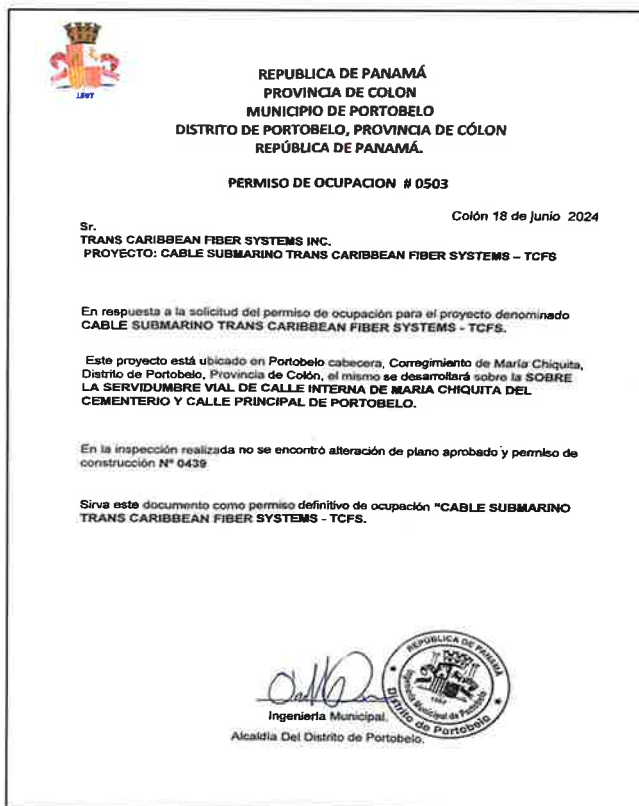 1597
REPUBLICA DE PANAMÁ
PROVINCIA DE COLON
MUNICIPIO DE PORTOBELO
DISTRITO DE PORTOBELO, PROVINCIA DE CÓLON
REPÚBLICA DE PANAMÁ.
PERMISO DE OCUPACION # 0503
Colón 18 de junio 2024
Sr.
TRANS CARIBBEAN FIBER SYSTEMS INC.
PROYECTO: CABLE SUBMARINO TRANS CARIBBEAN FIBER SYSTEMS – TCFS
En respuesta a la solicitud del permiso de ocupación para el proyecto denominado
CABLE SUBMARINO TRANS CARIBBEAN FIBER SYSTEMS - TCFS.
Este proyecto está ubicado en Portobelo cabecera, Corregimiento de María Chiquita,
Distrito de Portobelo, Provincia de Colón, el mismo se desarrollará sobre la SOBRE
LA SERVIDUMBRE VIAL DE CALLE INTERNA DE MARIA CHIQUITA DEL
CEMENTERIO Y CALLE PRINCIPAL DE PORTOBELO.
En la inspección realizada no se encontró alteración de plano aprobado y permiso de
construcción Nº 0439
Sirva este documento como permiso definitivo de ocupación "CABLE SUBMARINO
TRANS CARIBBEAN FIBER SYSTEMS - TCFS.
REPÚBLICA DE PANAMÁ
Ingeniería Municipal de Portobelo
1597
Distrito de Portobelo
Ingeniería Municipal.
Alcaldía Del Distrito de Portobelo.